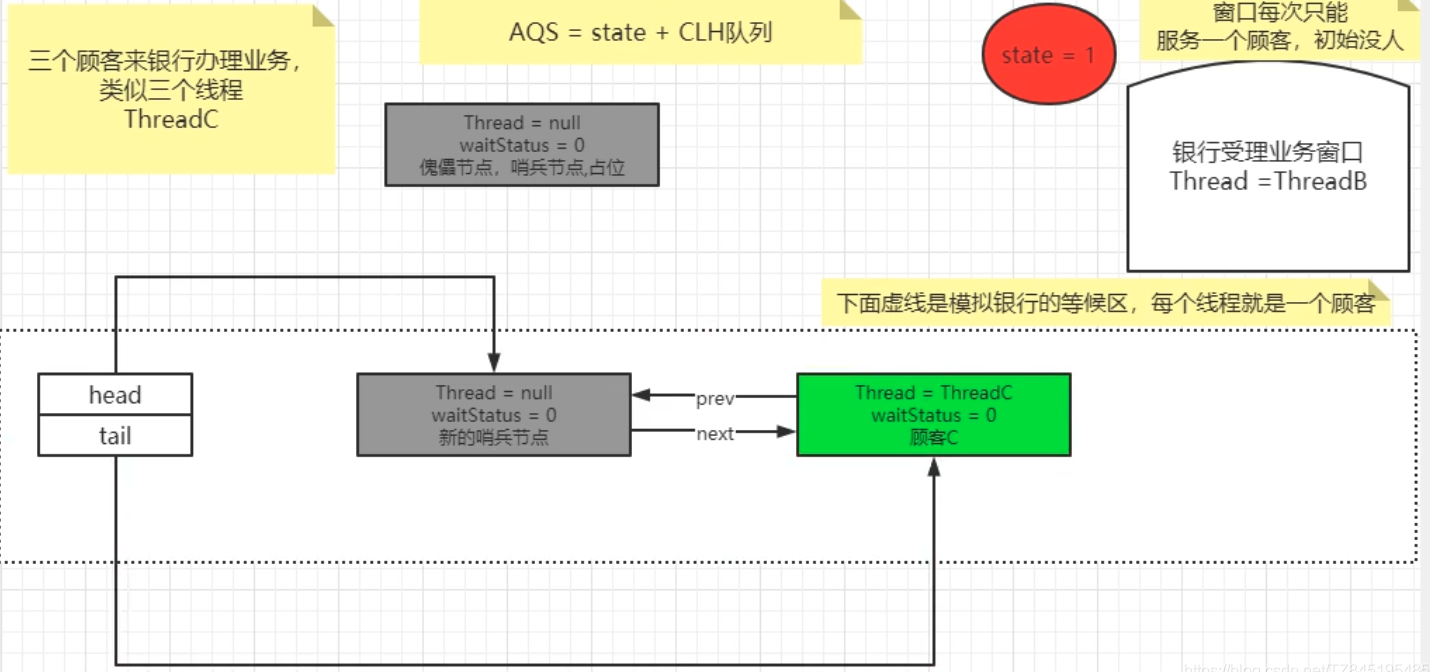 三个顾客来银行办理业务，
类似三个线程
ThreadC
AQS = state + CLH队列
state = 1
窗口每次只能
服务一个顾客，初始没人
Thread = null
waitStatus = 0
傀儡节点，哨兵节点,占位
银行受理业务窗口
Thread =ThreadB
下面虚线是模拟银行的等候区，每个线程就是一个顾客
head
tail
Thread = null
waitStatus = 0
新的哨兵节点
prev
next
Thread = ThreadC
waitStatus = 0
顾客C
https://blog.csdn.net/TZ845195485